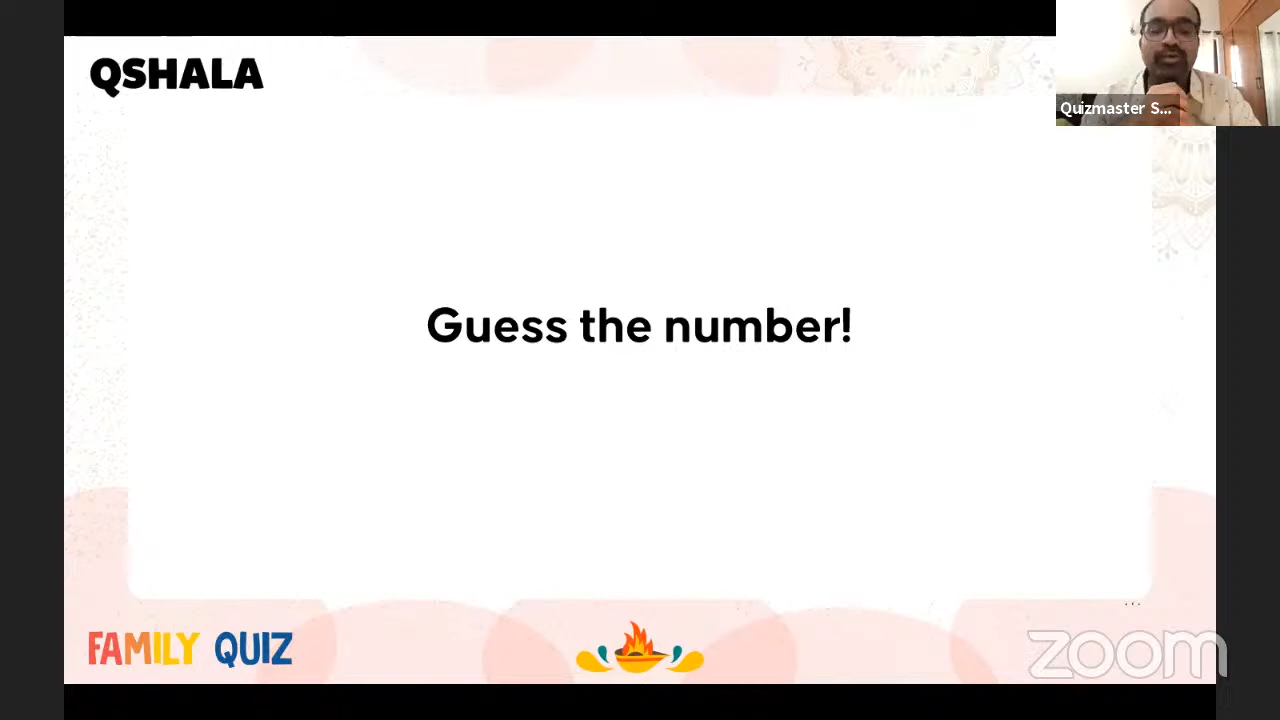 QSHALA
Quizmaster S...
Guess the number!
FAMILY QUIZ
zoom